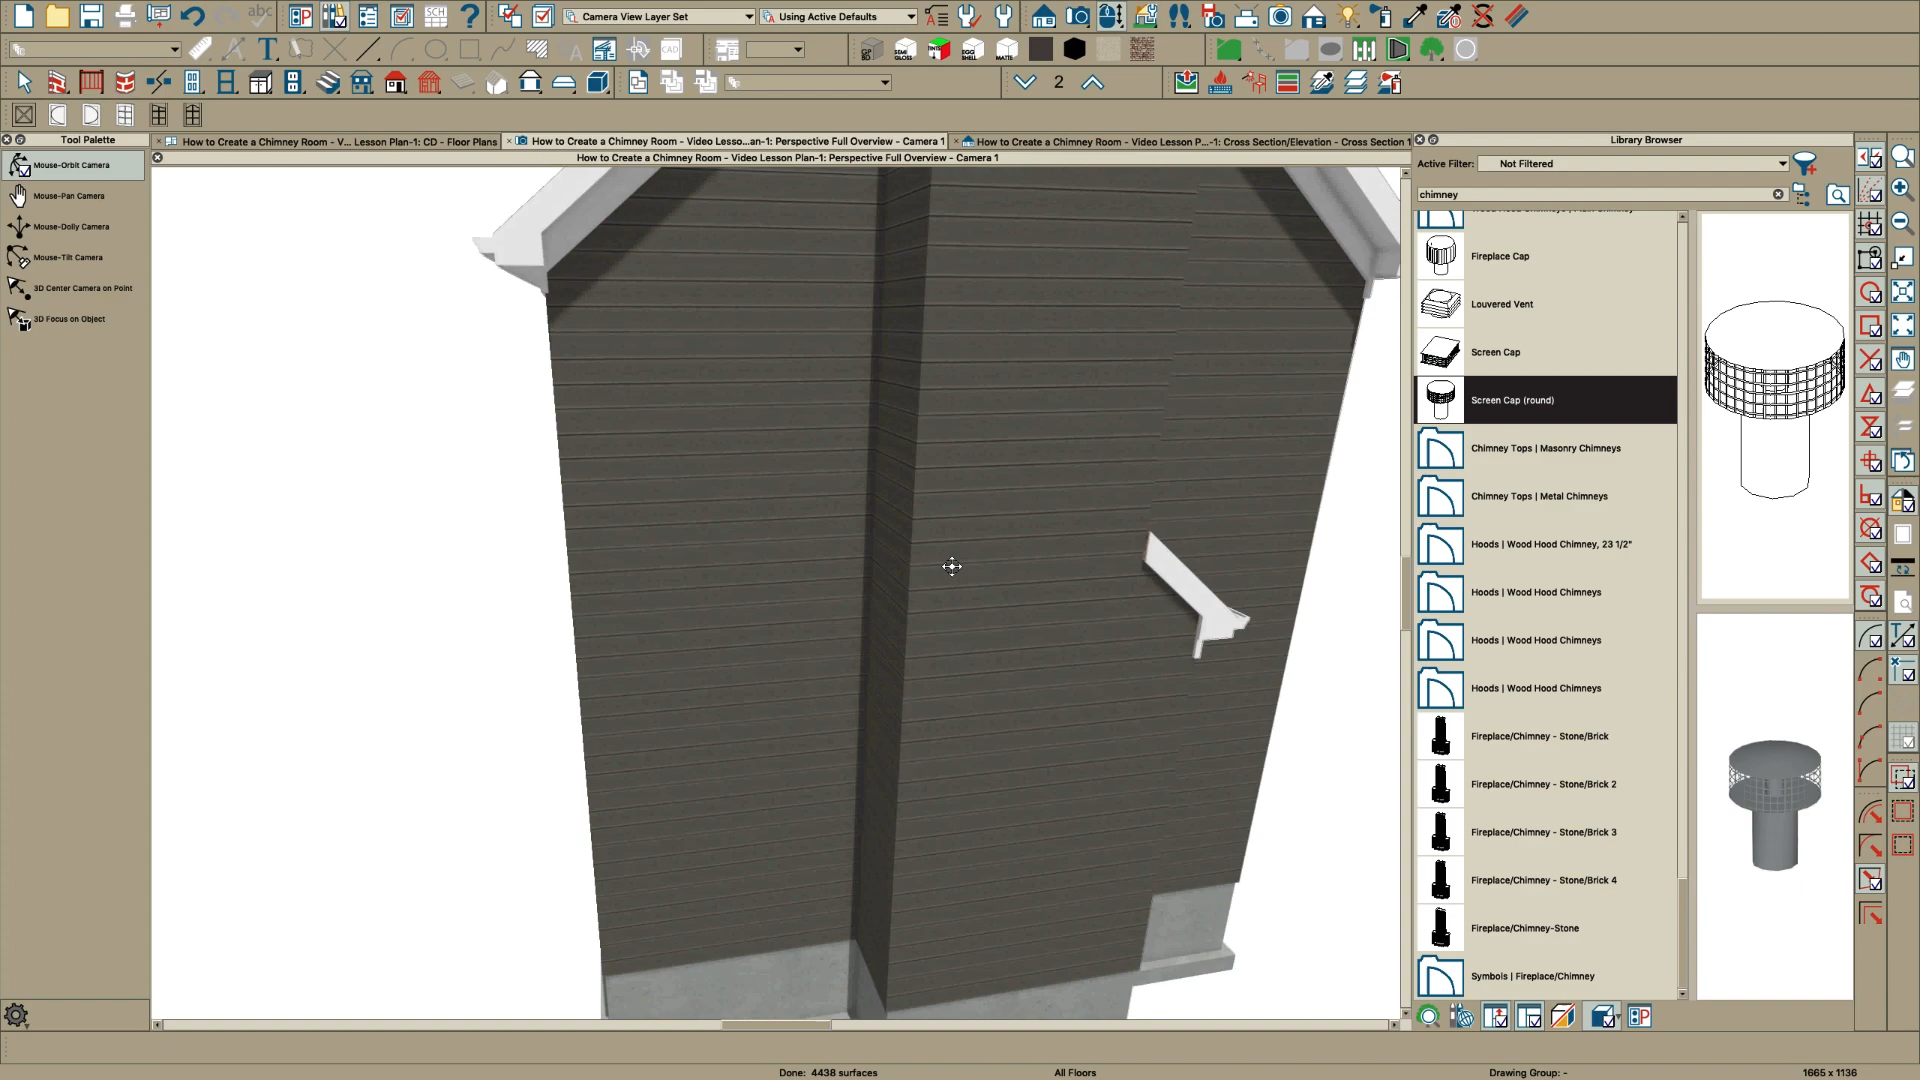 Camera View Layer Set
Using Active Defaults
abc
SCH
CAD
2
Tool Palette
Mouse-Orbit Camera
Mouse-Pan Camera
Mouse-Dolly Camera
Mouse-Tilt Camera
3D Center Camera on Point
3D Focus on Object
How to Create a Chimney Room - V... Lesson Plan-1: CD - Floor Plans
How to Create a Chimney Room - Video Lesso...an-1: Perspective Full Overview - Camera 1
How to Create a Chimney Room - Video Lesson P...-1: Cross Section/Elevation - Cross Section 1
How to Create a Chimney Room - Video Lesson Plan-1: Perspective Full Overview - Camera 1
Library Browser
Active Filter:
Not Filtered
chimney
Fireplace Cap
Louvered Vent
Screen Cap
Screen Cap (round)
Chimney Tops | Masonry Chimneys
Chimney Tops | Metal Chimneys
Hoods | Wood Hood Chimney, 23 1/2"
Hoods | Wood Hood Chimneys
Hoods | Wood Hood Chimneys
Hoods | Wood Hood Chimneys
Fireplace/Chimney - Stone/Brick
Fireplace/Chimney - Stone/Brick 2
Fireplace/Chimney - Stone/Brick 3
Fireplace/Chimney - Stone/Brick 4
Fireplace/Chimney-Stone
Symbols | Fireplace/Chimney
Done: 4438 surfaces
All Floors
Drawing Group: -
1665 x 1136